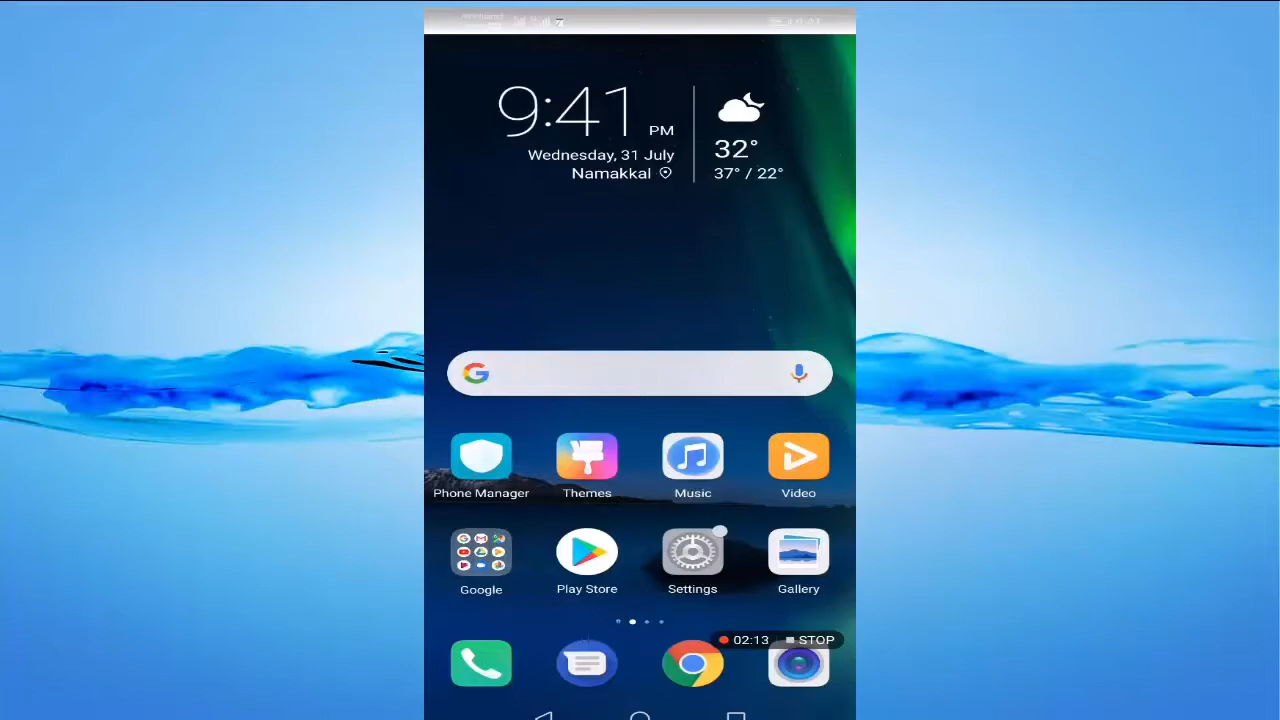 9:41 PM
Wednesday, 31 July
Namakkal
32°
37° / 22°
Phone Manager
Themes
Music
Video
Google
Play Store
Settings
Gallery
02:13 STOP